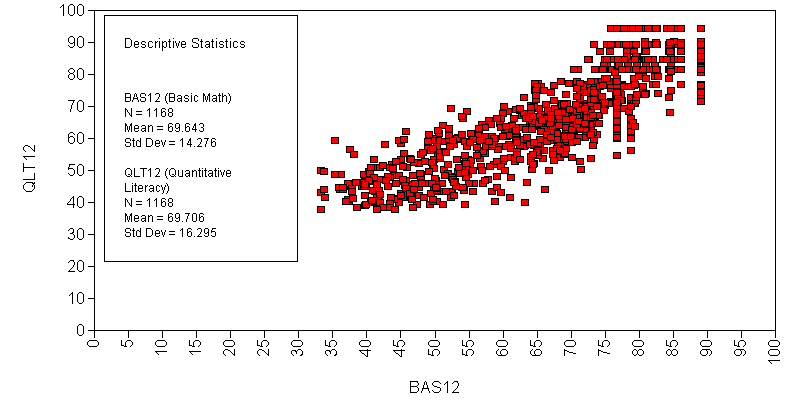 100
90
80
70
60
50
40
30
20
10
0
QLT12
Descriptive Statistics
BAS12 (Basic Math)
N = 1168
Mean = 69.643
Std Dev = 14.276
QLT12 (Quantitative
Literacy)
N = 1168
Mean = 69.706
Std Dev = 16.295
0 5 10 15 20 25 30 35 40 45 50 55 60 65 70 75 80 85 90 95 100
BAS12